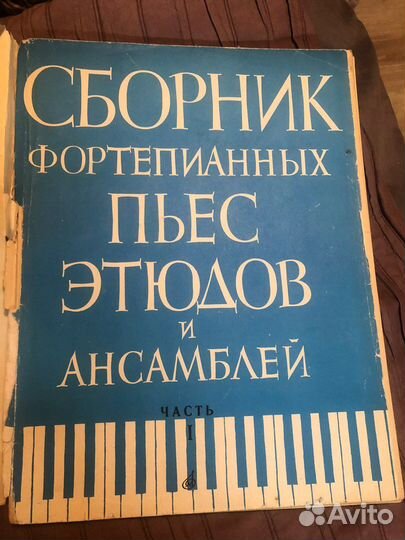 СБОРНИК
ФОРТЕПИАННЫХ
ПЬЕС
ЭТЮДОВ
И
АНСАМБЛЕЙ
ЧАСТЬ
I
Avito